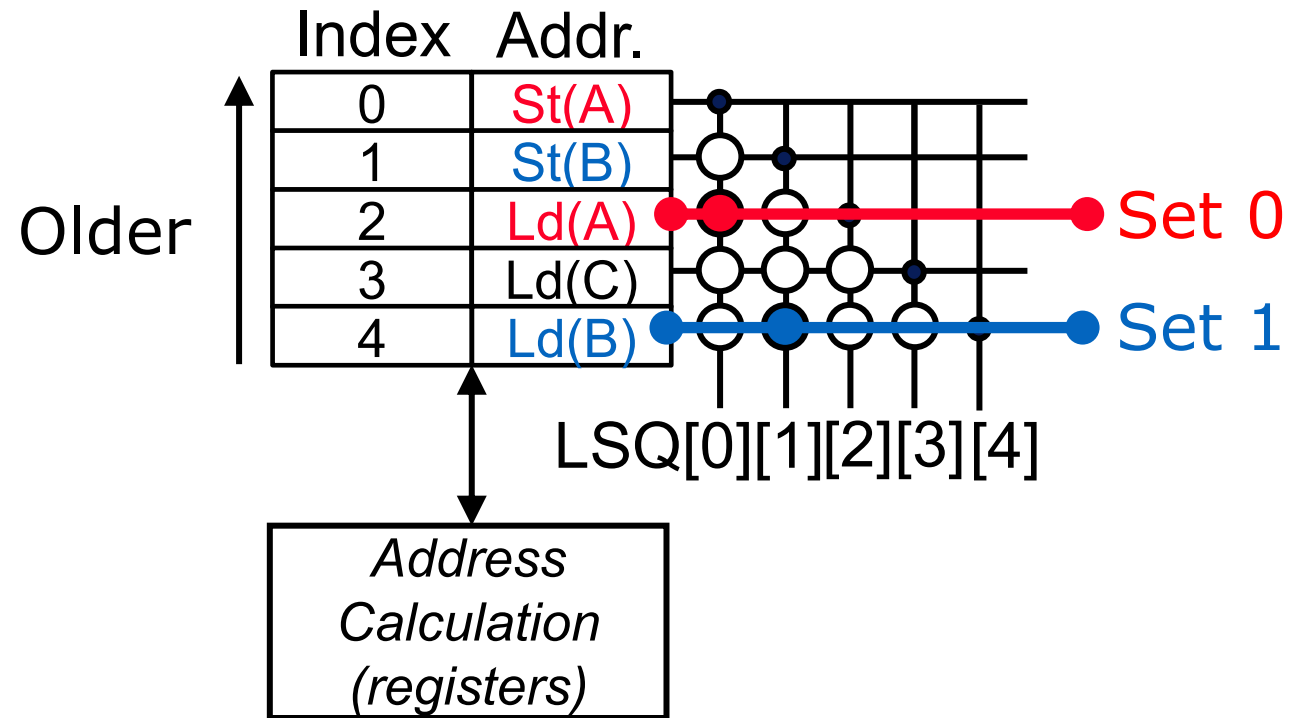 Index Addr.
0 St(A)
1 St(B)
2 Ld(A) Set 0
Older
3 Ld(C)
4 Ld(B) Set 1
LSQ[0][1][2][3][4]
Address
Calculation
(registers)